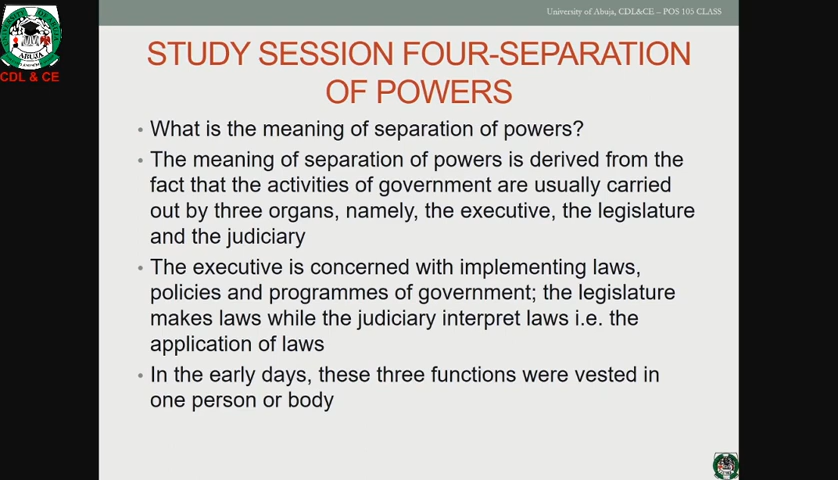 University of Abuja, CDL&CE – POS 105 CLASS
ABUJA
CDL & CE
STUDY SESSION FOUR-SEPARATION
OF POWERS
• What is the meaning of separation of powers?
• The meaning of separation of powers is derived from the
fact that the activities of government are usually carried
out by three organs, namely, the executive, the legislature
and the judiciary
• The executive is concerned with implementing laws,
policies and programmes of government; the legislature
makes laws while the judiciary interpret laws i.e. the
application of laws
• In the early days, these three functions were vested in
one person or body